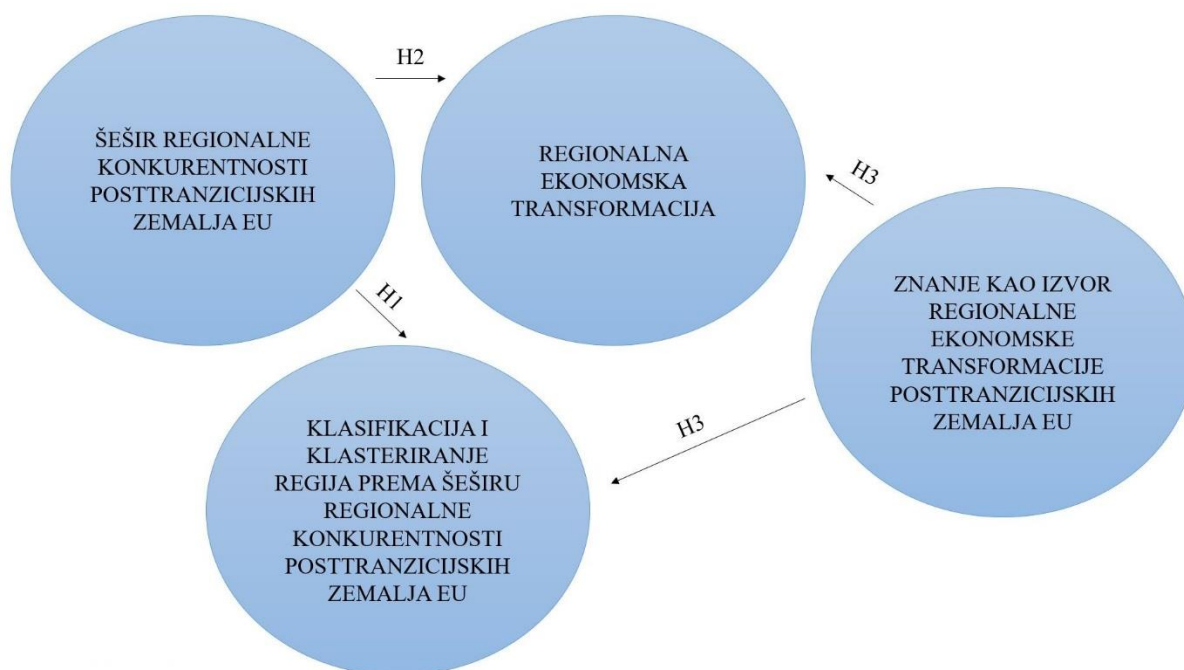 ŠEŠIR REGIONALNE
KONKURENTNOSTI
POSTTRANZICIJSKIH
ZEMALJA EU
H2
REGIONALNA
EKONOMSKA
TRANSFORMACIJA
H3
ZNANJE KAO IZVOR
REGIONALNE
EKONOMSKE
TRANSFORMACIJE
POSTTRANZICIJSKIH
ZEMALJA EU
H1
H3
KLASIFIKACIJA I
KLASTERIRANJE
REGIJA PREMA ŠEŠIRU
REGIONALNE
KONKURENTNOSTI
POSTTRANZICIJSKIH
ZEMALJA EU